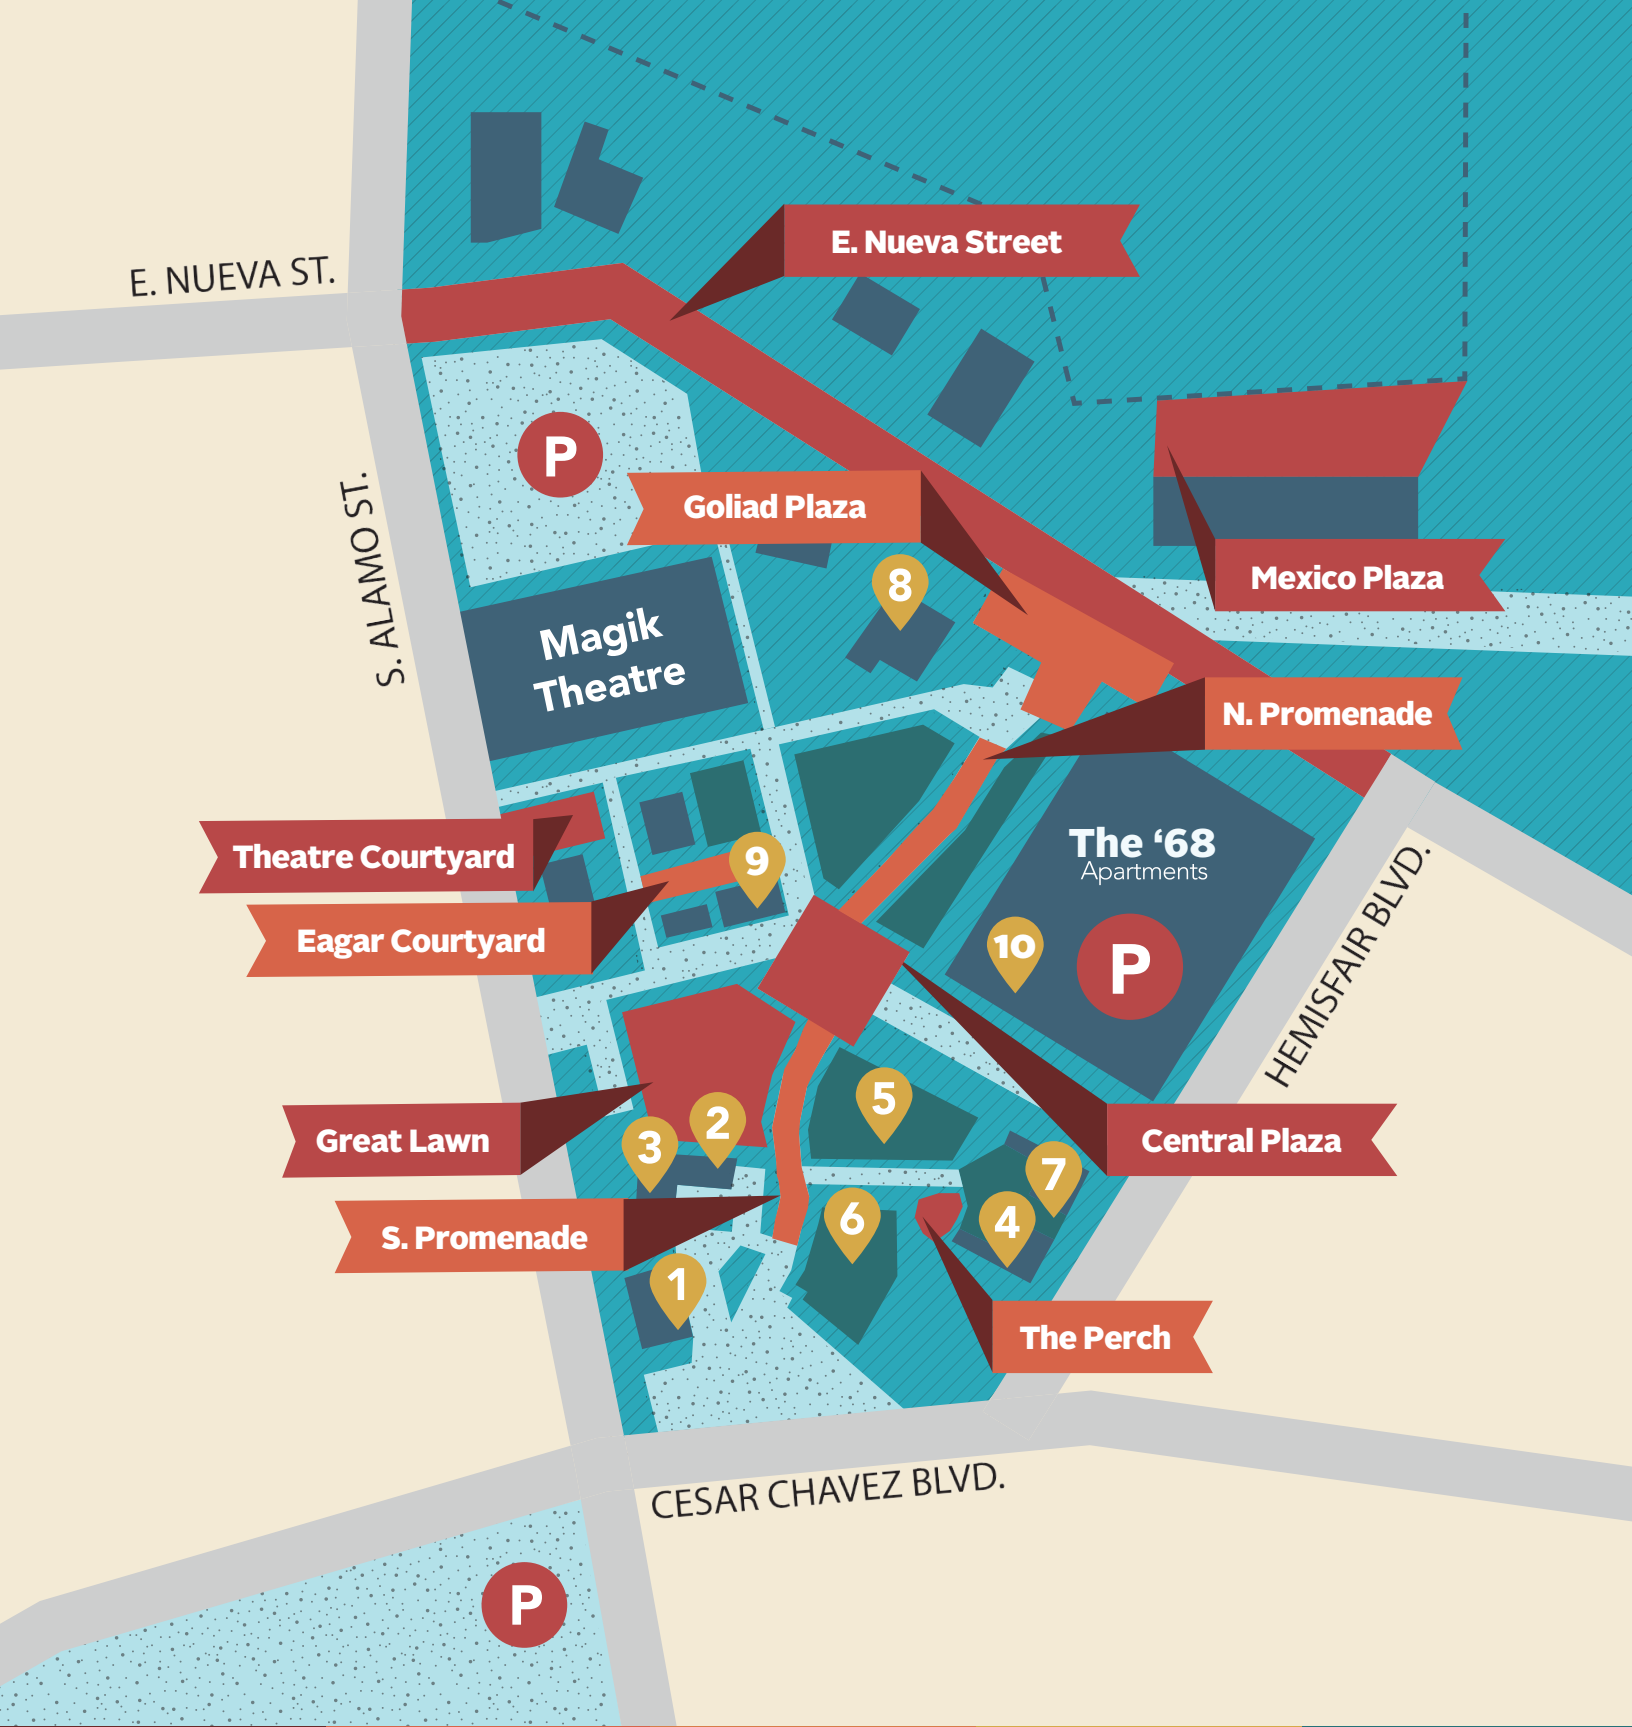 E. Nueva Street
E. NUEVA ST.
P
Goliad Plaza
Mexico Plaza
8
S. ALAMO ST.
Magik
Theatre
N. Promenade
Theatre Courtyard
9
The ‘68
Apartments
Eagar Courtyard
10
P
HEMISFAIR BLVD.
Great Lawn
2
3
5
Central Plaza
7
S. Promenade
6
4
1
The Perch
CESAR CHAVEZ BLVD.
P